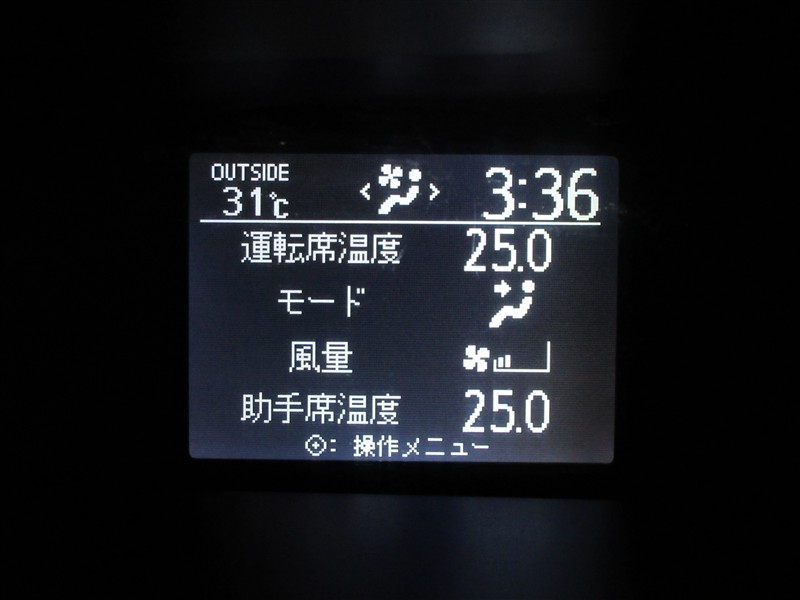 OUTSIDE
31℃ 3:36
運転席温度 25.0
モード
風量
助手席温度 25.0
: 操作メニュー